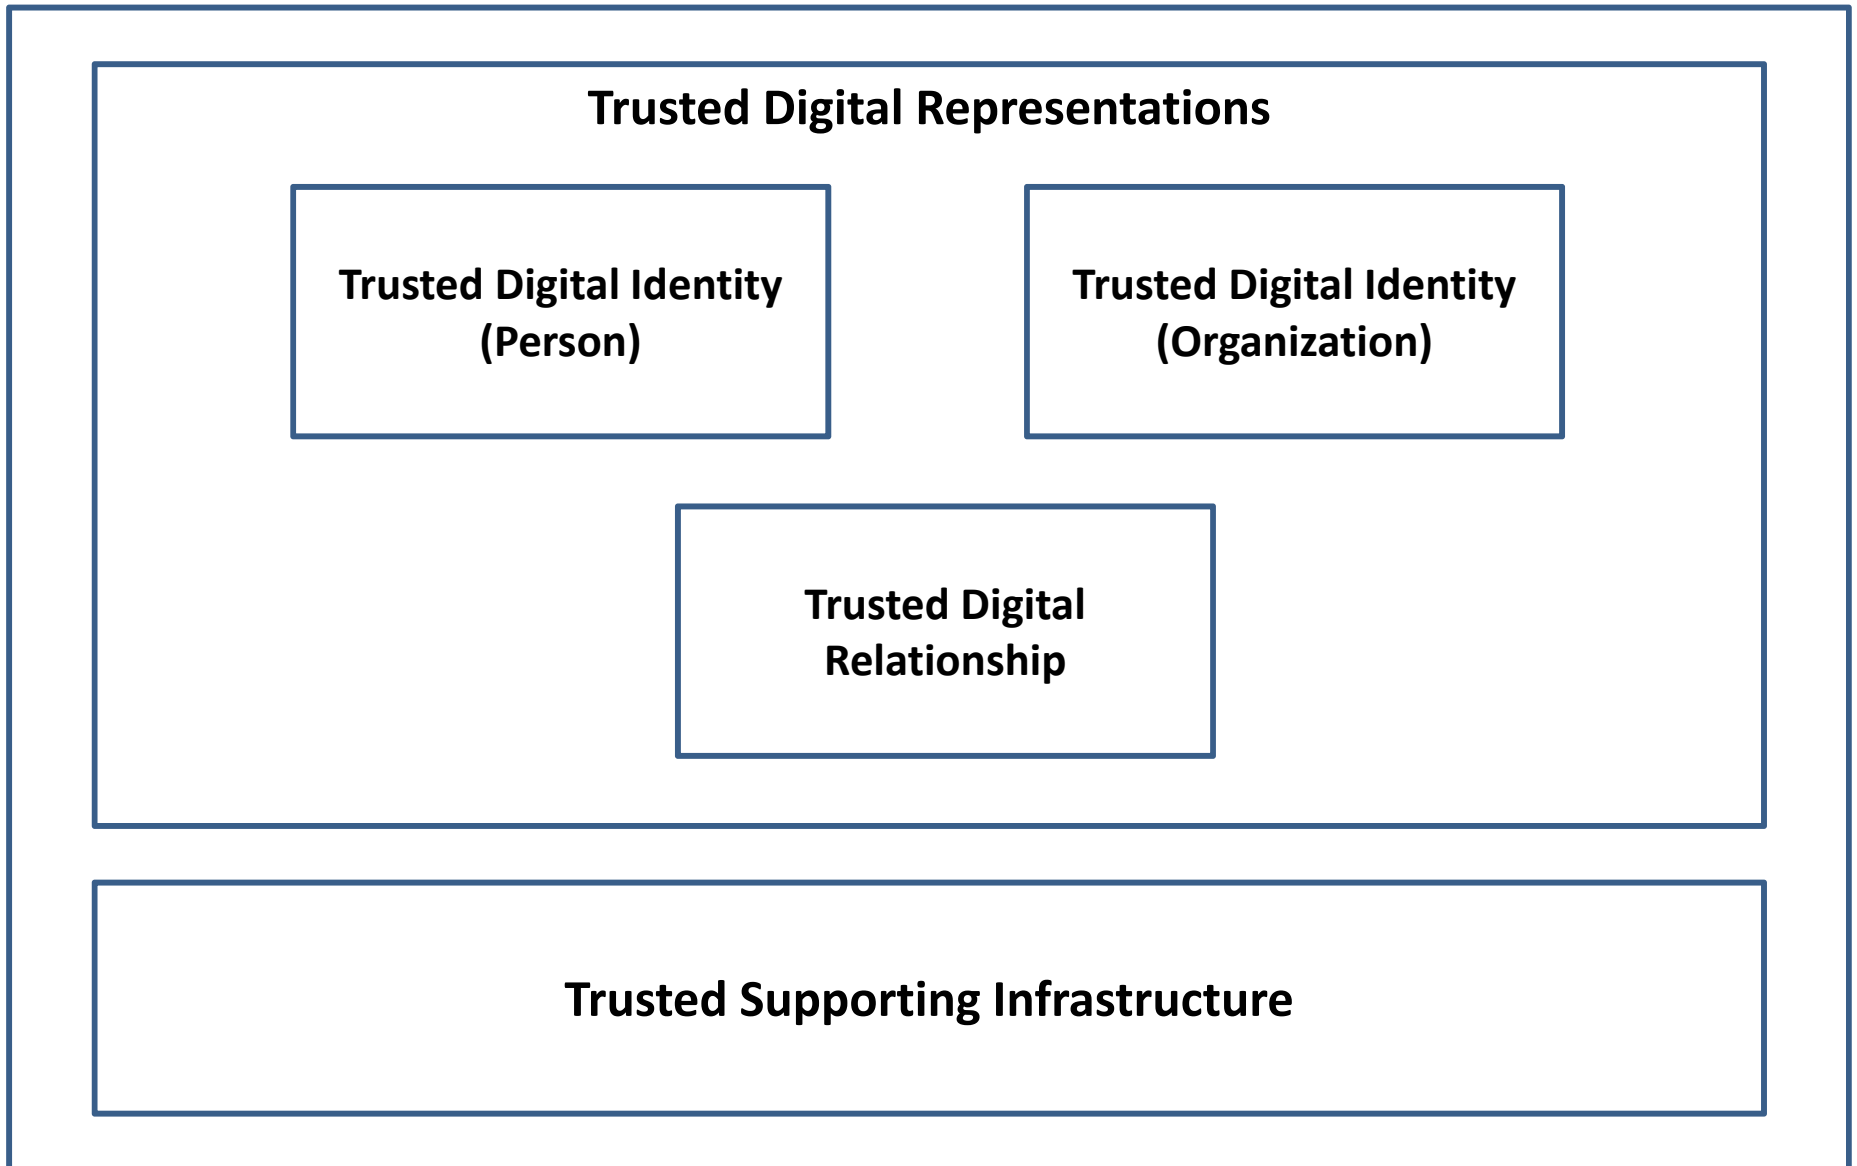 Trusted Digital Representations
Trusted Digital Identity
(Person)
Trusted Digital Identity
(Organization)
Trusted Digital
Relationship
Trusted Supporting Infrastructure